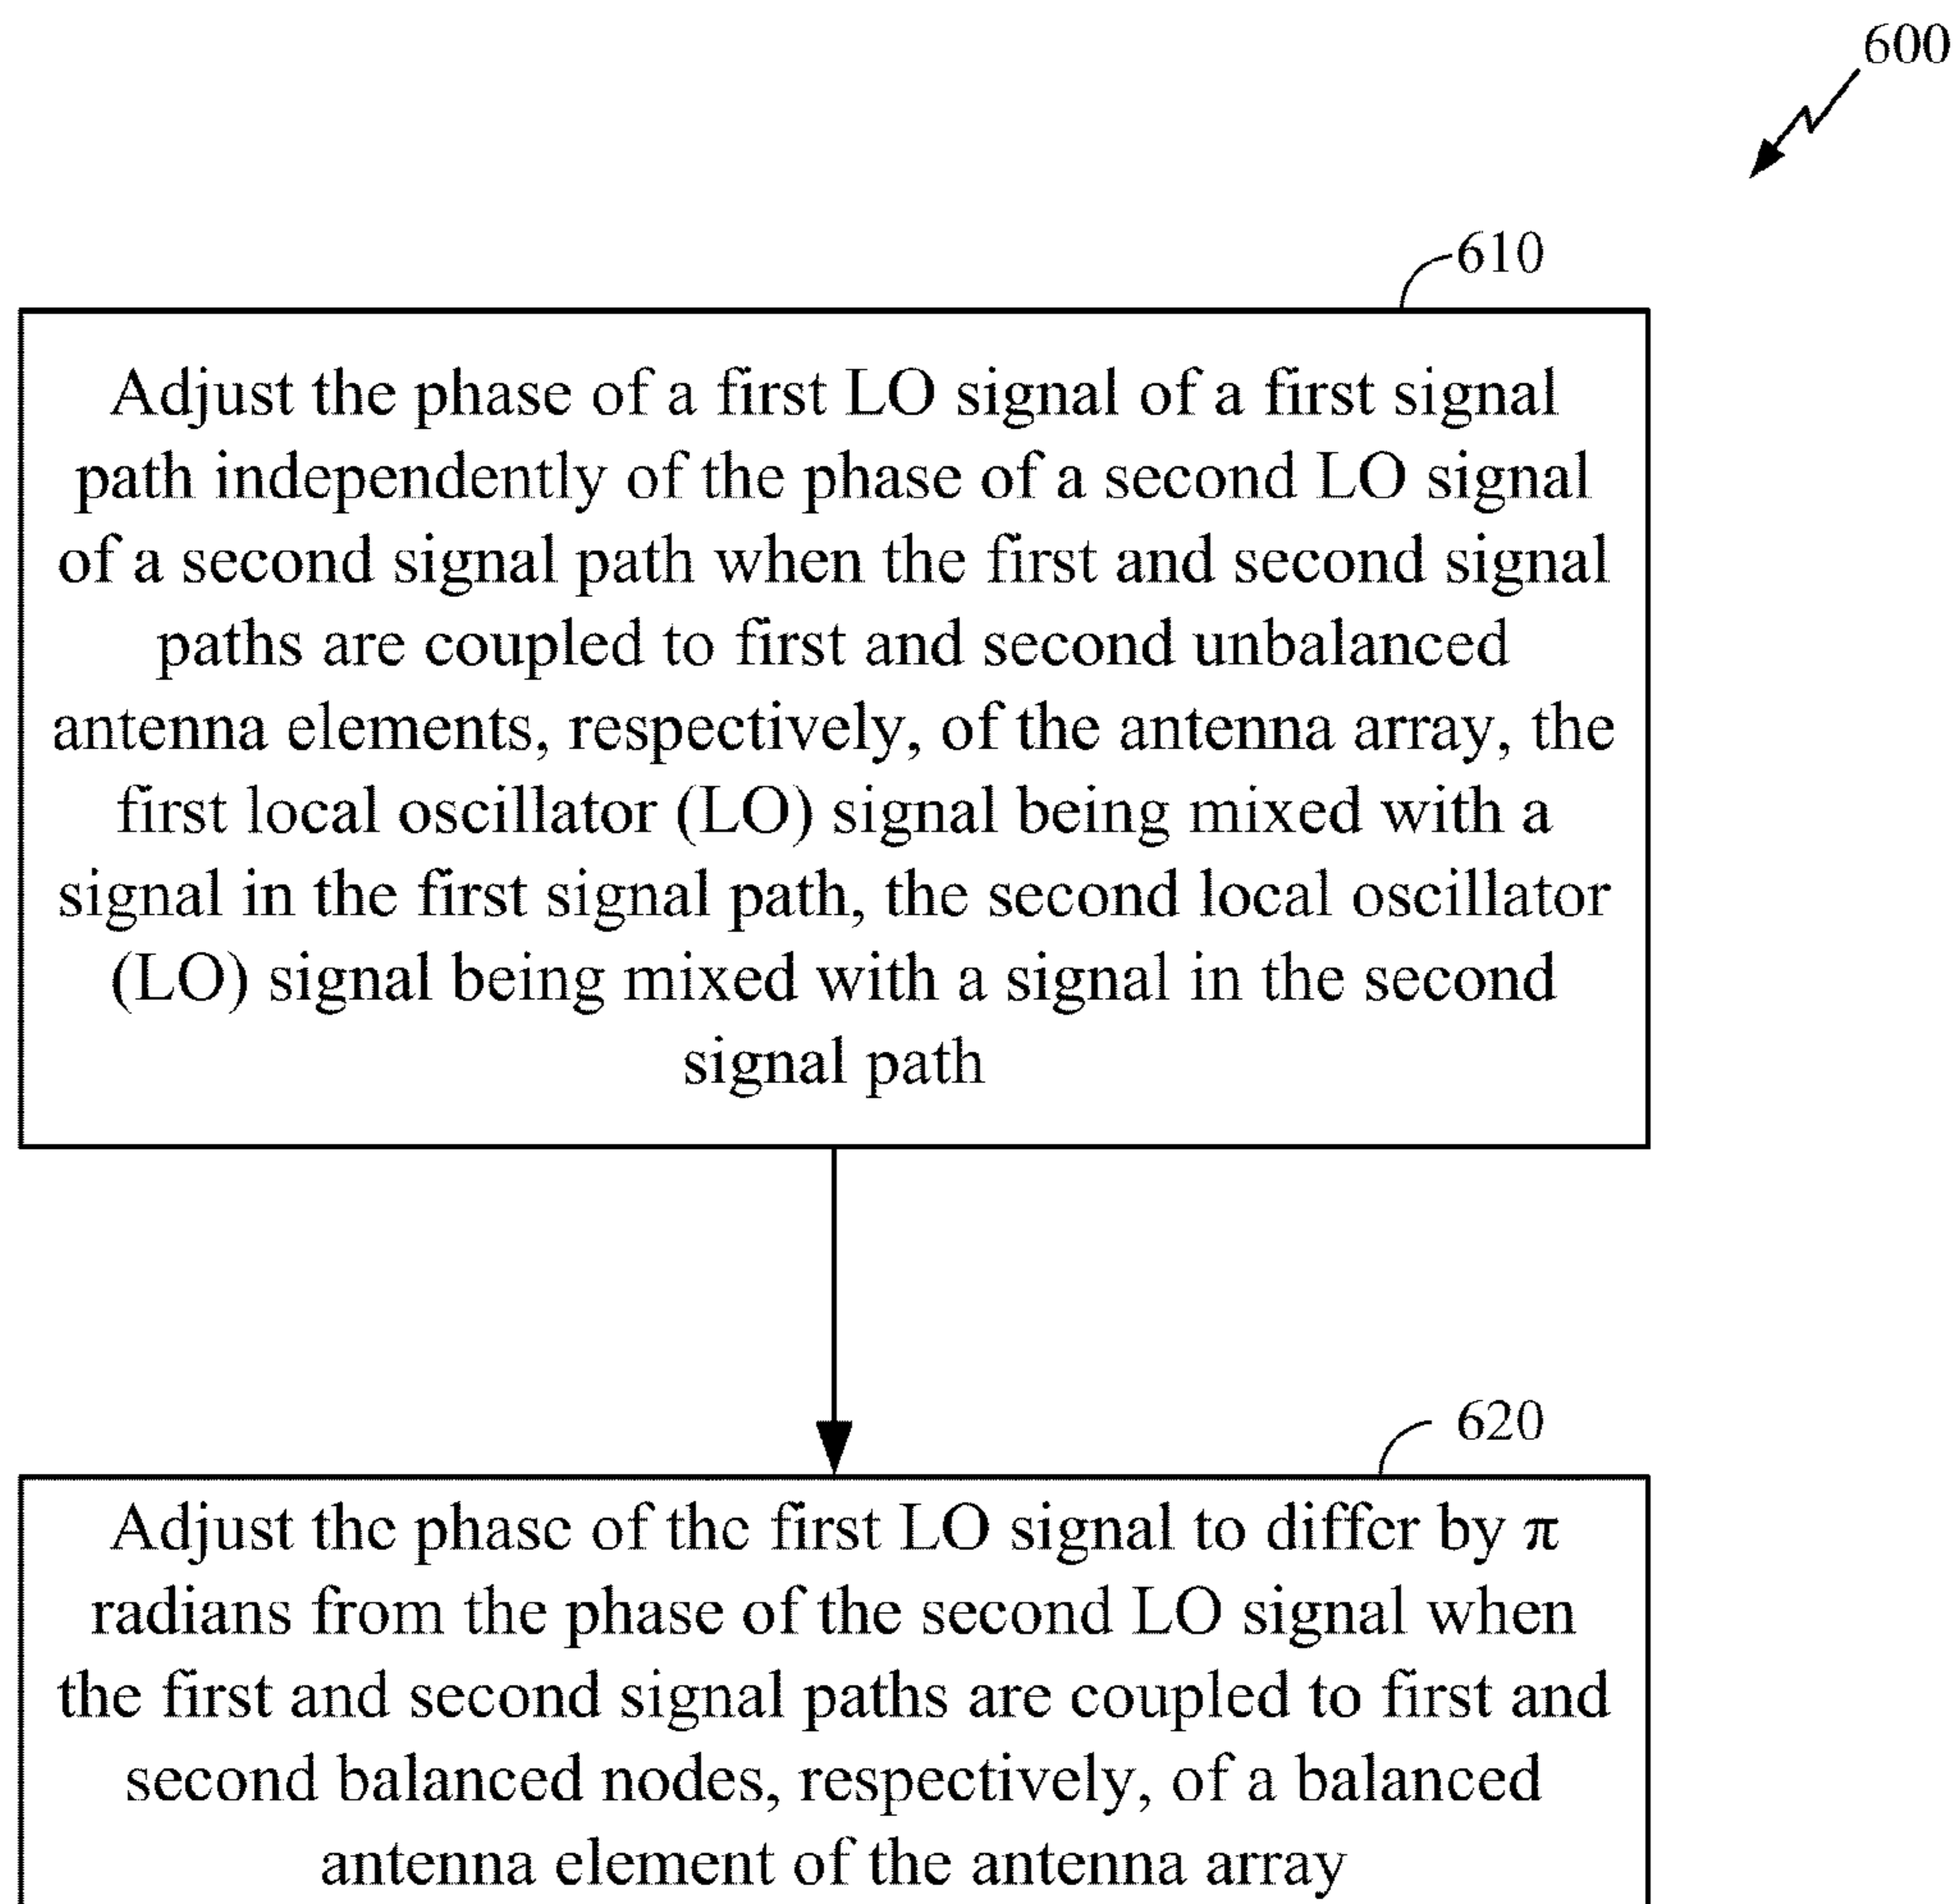 600
610
Adjust the phase of a first LO signal of a first signal
path independently of the phase of a second LO signal
of a second signal path when the first and second signal
paths are coupled to first and second unbalanced
antenna elements, respectively, of the antenna array, the
first local oscillator (LO) signal being mixed with a
signal in the first signal path, the second local oscillator
(LO) signal being mixed with a signal in the second
signal path
620
Adjust the phase of the first LO signal to differ by π
radians from the phase of the second LO signal when
the first and second signal paths are coupled to first and
second balanced nodes, respectively, of a balanced
antenna element of the antenna array